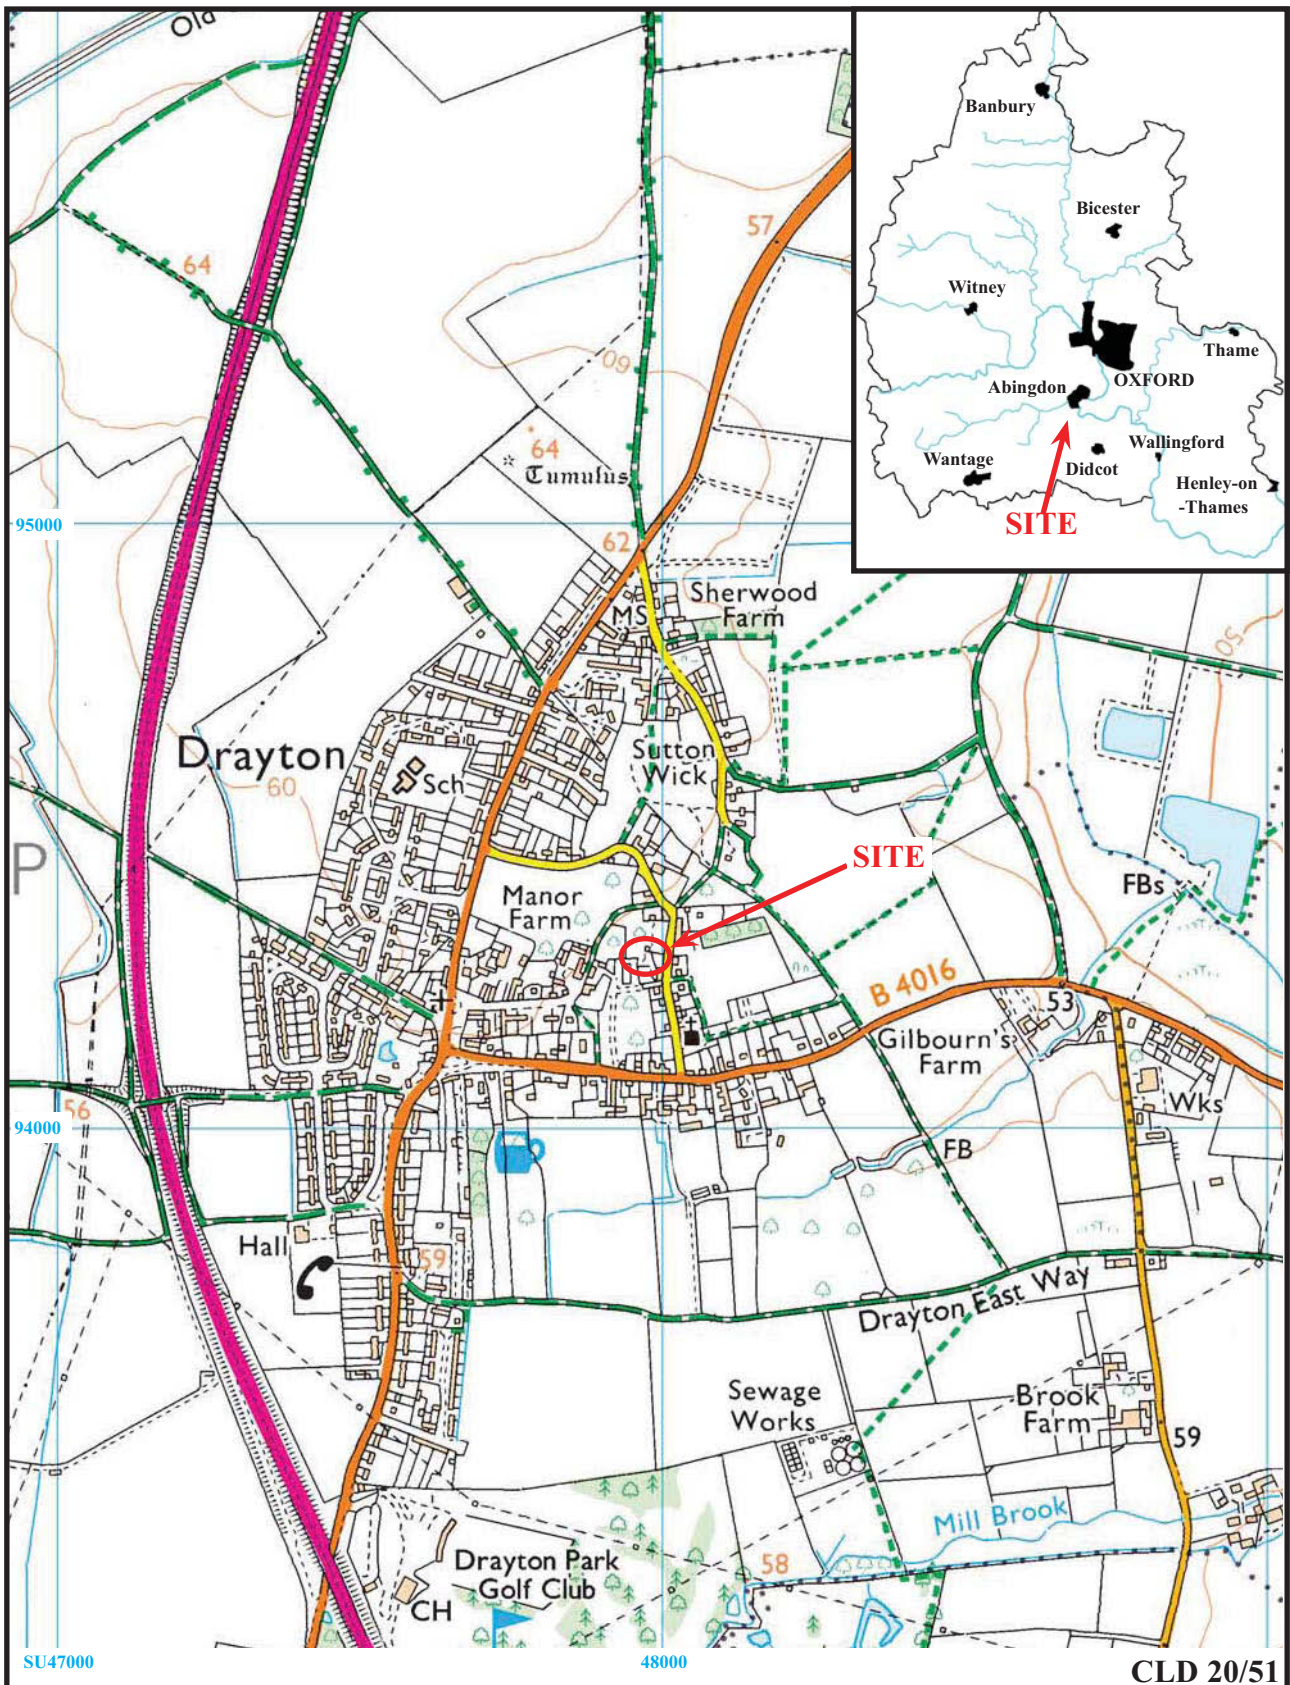 Old
Banbury
Bicester
Witney
Thame
OXFORD
Abingdon
Wallingford
Wantage
Didcot
Henley-on
-Thames
SITE
57
64
60
64
Tumulus
95000
62
MS
Sherwood
Farm
50
Drayton
Sutton
Wick
Sch
60
SITE
P
FBs
Manor
Farm
B 4016
53
Gilbourn's
Farm
Wks
56
94000
FB
Hall
59
Drayton East Way
Sewage
Works
Brook
Farm
59
Mill Brook
Drayton Park
Golf Club
58
CH
SU47000
48000
CLD 20/51